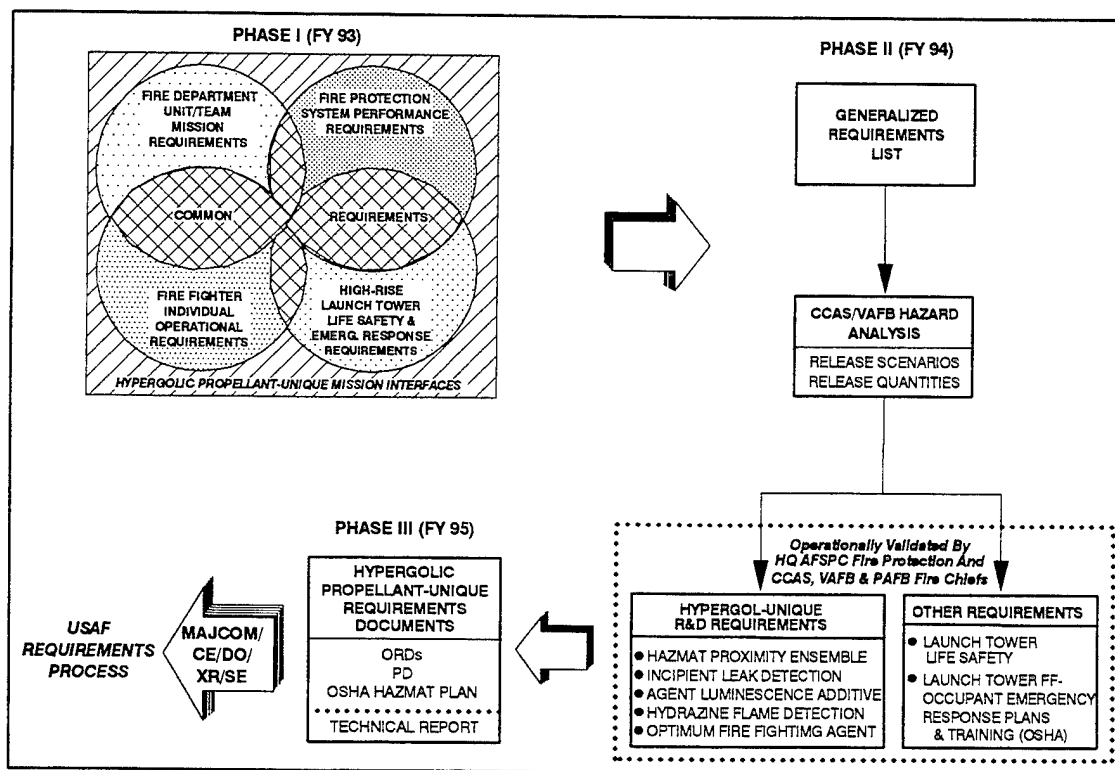 PHASE I (FY 93)
FIRE DEPARTMENT
UNIT/TEAM
MISSION
REQUIREMENTS
FIRE PROTECTION
SYSTEM PERFORMANCE
REQUIREMENTS
COMMON
REQUIREMENTS
FIRE FIGHTER
INDIVIDUAL
OPERATIONAL
REQUIREMENTS
HIGH-RISE
LAUNCH TOWER
LIFE SAFETY &
EMERG. RESPONSE
REQUIREMENTS
HYPERGOLIC PROPELLANT-UNIQUE MISSION INTERFACES
PHASE II (FY 94)
GENERALIZED
REQUIREMENTS
LIST
CCAS/VAFB HAZARD
ANALYSIS
RELEASE SCENARIOS
RELEASE QUANTITIES
Operationally Validated By
HQ AFSPC Fire Protection And
CCAS, VAFB & PAFB Fire Chiefs
HYPERGOL-UNIQUE
R&D REQUIREMENTS
● HAZMAT PROXIMITY ENSEMBLE
● INCIPIENT LEAK DETECTION
● AGENT LUMINESCENCE ADDITIVE
● HYDRAZINE FLAME DETECTION
● OPTIMUM FIRE FIGHTIMG AGENT
OTHER REQUIREMENTS
● LAUNCH TOWER
LIFE SAFETY
● LAUNCH TOWER FF-
OCCUPANT EMERGENCY
RESPONSE PLANS
& TRAINING (OSHA)
PHASE III (FY 95)
HYPERGOLIC
PROPELLANT-UNIQUE
REQUIREMENTS
DOCUMENTS
ORDs
PD
OSHA HAZMAT PLAN
TECHNICAL REPORT
MAJCOM/
CE/DO/
XR/SE
USAF
REQUIREMENTS
PROCESS